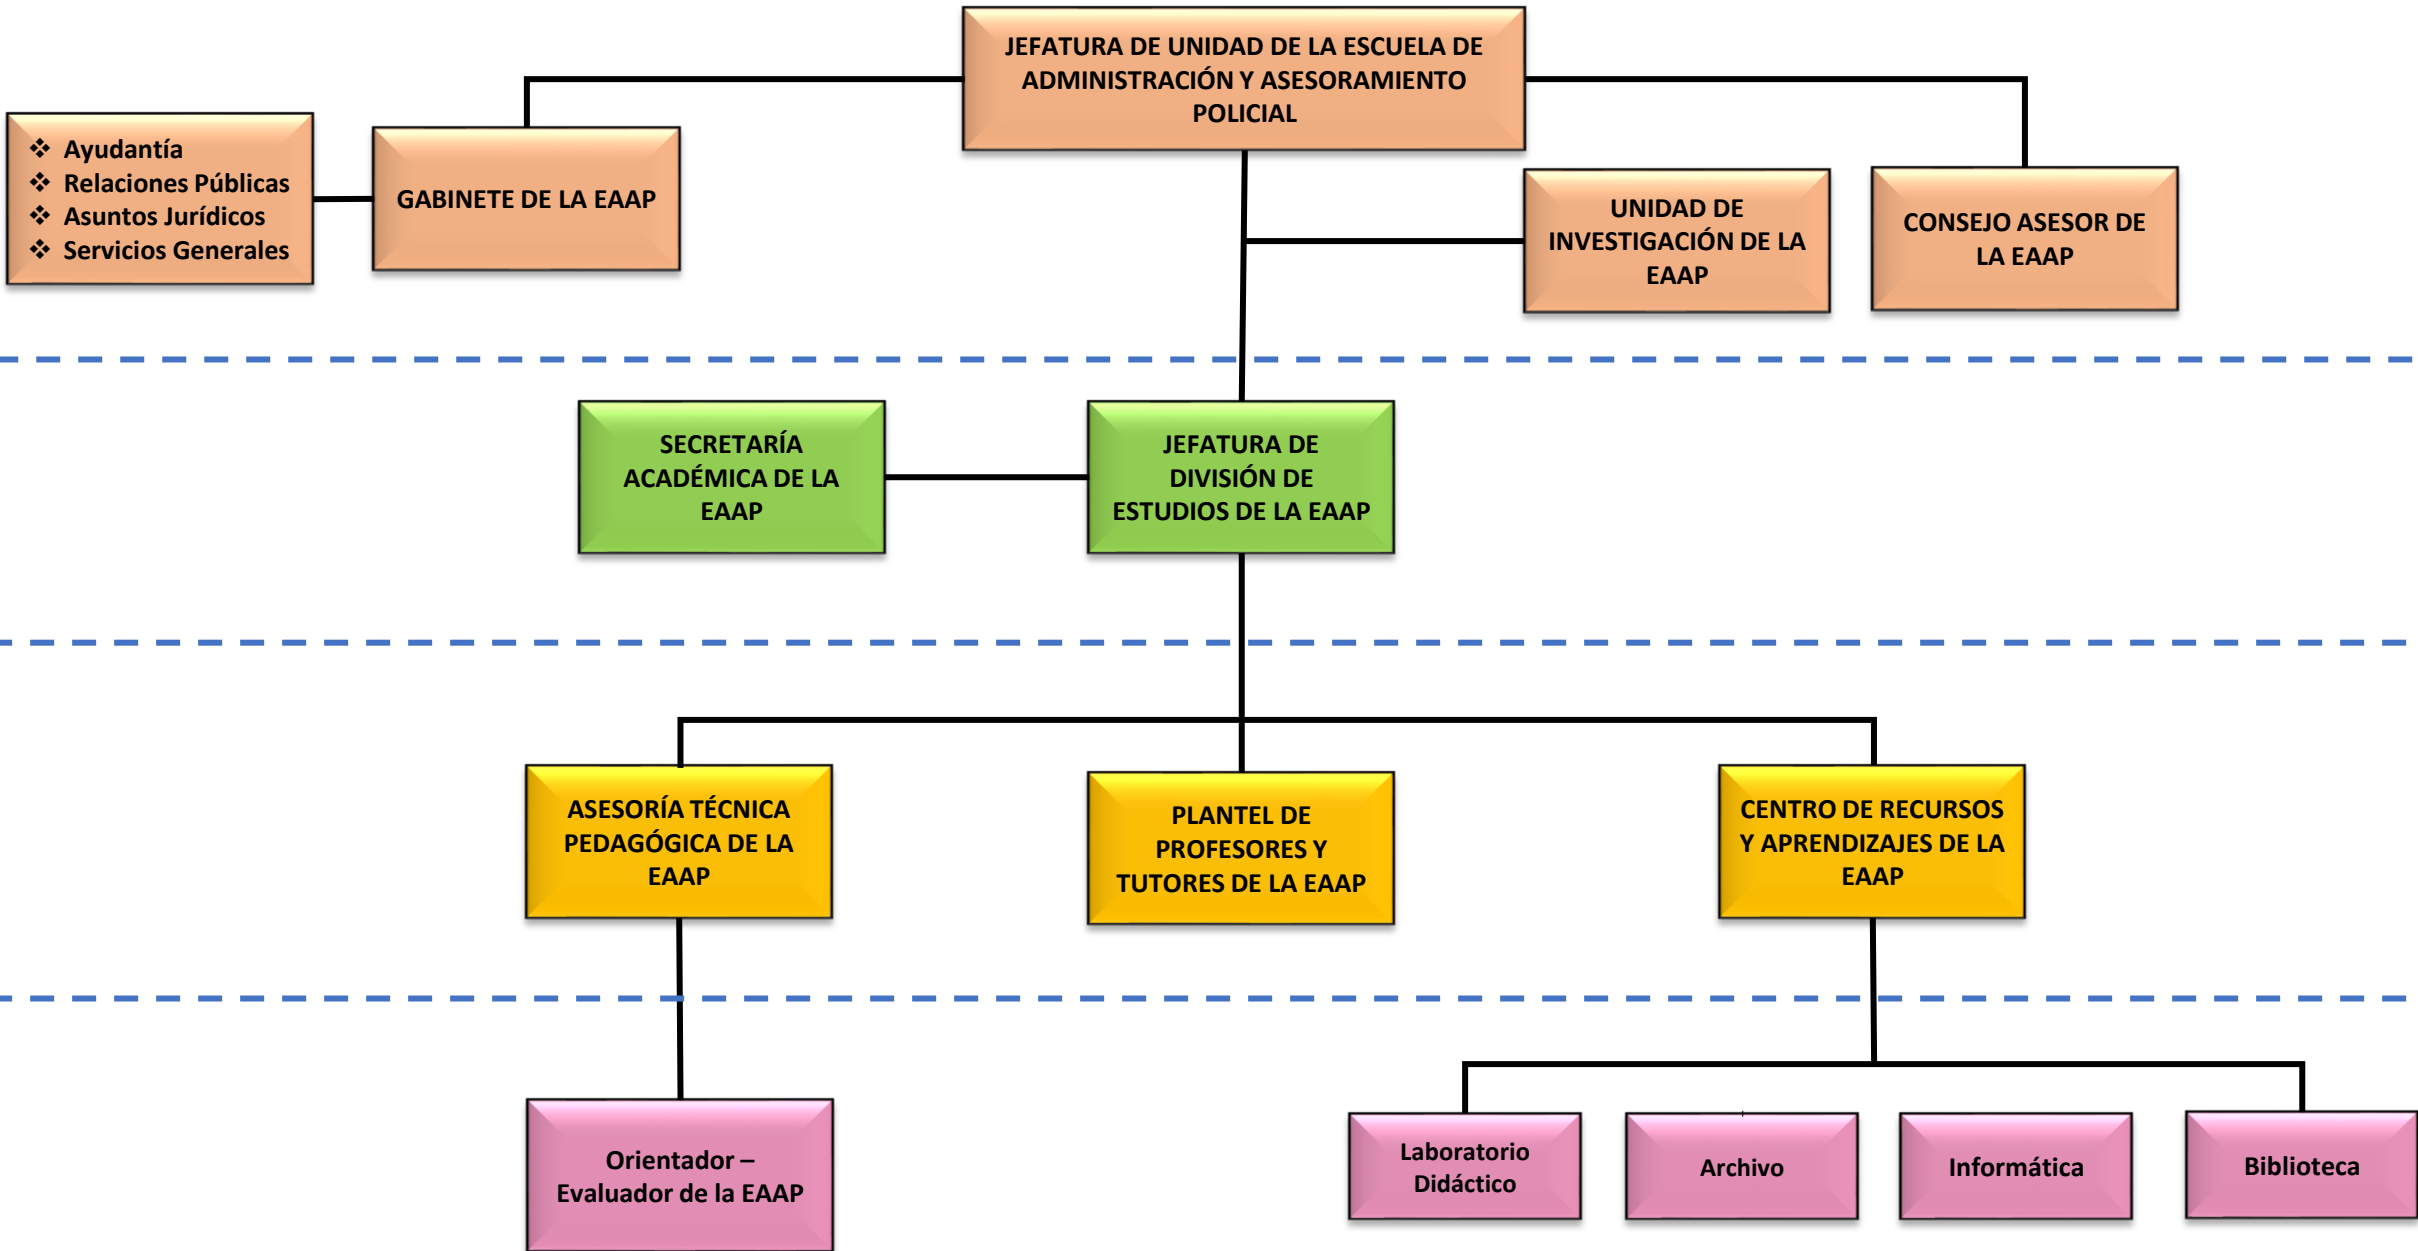 JEFATURA DE UNIDAD DE LA ESCUELA DE
ADMINISTRACIÓN Y ASESORAMIENTO
POLICIAL
❖ Ayudantía
❖ Relaciones Públicas
❖ Asuntos Jurídicos
❖ Servicios Generales
GABINETE DE LA EAAP
UNIDAD DE
INVESTIGACIÓN DE LA
EAAP
CONSEJO ASESOR DE
LA EAAP
SECRETARÍA
ACADÉMICA DE LA
EAAP
JEFATURA DE
DIVISIÓN DE
ESTUDIOS DE LA EAAP
ASESORÍA TÉCNICA
PEDAGÓGICA DE LA
EAAP
PLANTEL DE
PROFESORES Y
TUTORES DE LA EAAP
CENTRO DE RECURSOS
Y APRENDIZAJES DE LA
EAAP
Orientador –
Evaluador de la EAAP
Laboratorio
Didáctico
Archivo
Informática
Biblioteca